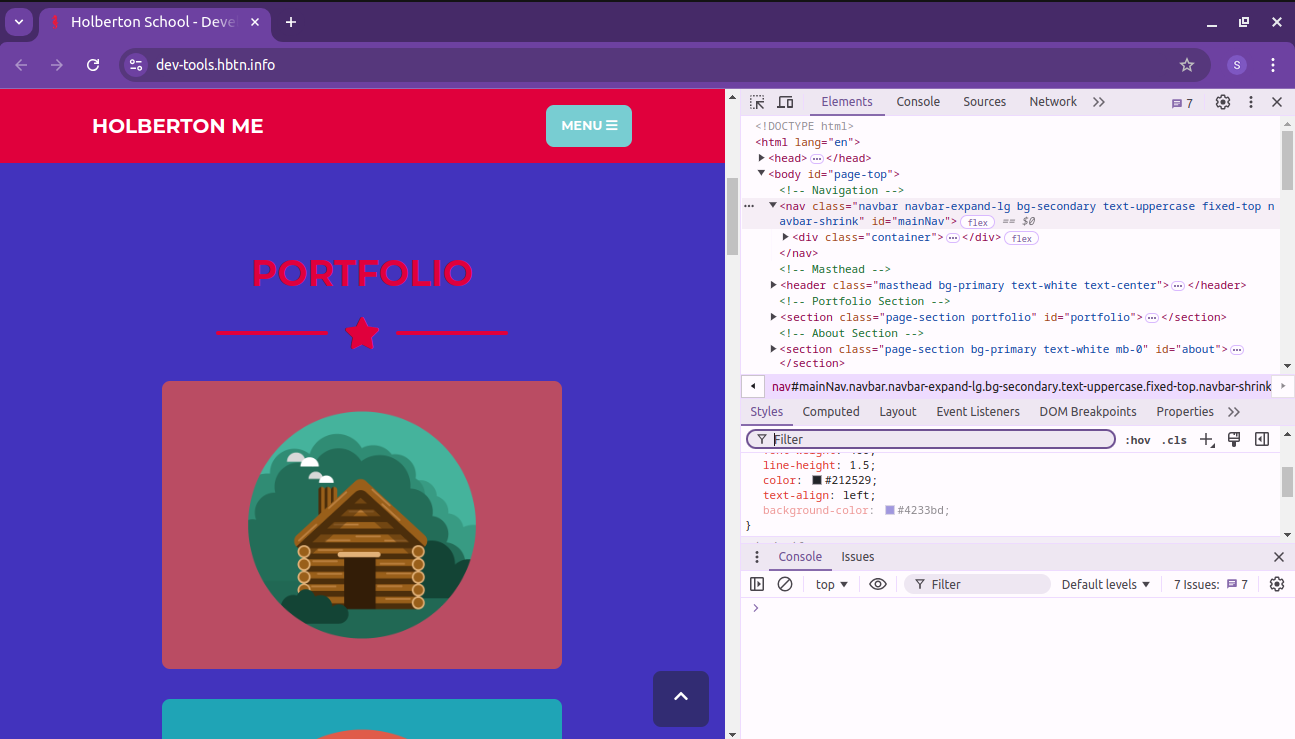 Holberton School - Deve
dev-tools.hbtn.info
S
HOLBERTON ME
MENU
PORTFOLIO
Elements Console Sources Network 7
<!DOCTYPE html>
<html lang="en">
<head> ... </head>
<body id="page-top">
<!-- Navigation -->
<nav class="navbar navbar-expand-lg bg-secondary text-uppercase fixed-top n
avbar-shrink" id="mainNav"> flex == $0
<div class="container"> ... </div> flex
</nav>
<!-- Masthead -->
<header class="masthead bg-primary text-white text-center"> ... </header>
<!-- Portfolio Section -->
<section class="page-section portfolio" id="portfolio"> ... </section>
<!-- About Section -->
<section class="page-section bg-primary text-white mb-0" id="about"> ...
</section>
nav#mainNav.navbar.navbar-expand-lg.bg-secondary.text-uppercase.fixed-top.navbar-shrink
Styles Computed Layout Event Listeners DOM Breakpoints Properties
Filter :hov .cls
line-height: 1.5;
color: #212529;
text-align: left;
background-color: #4233bd;
}
Console Issues
top Filter Default levels 7 Issues: 7